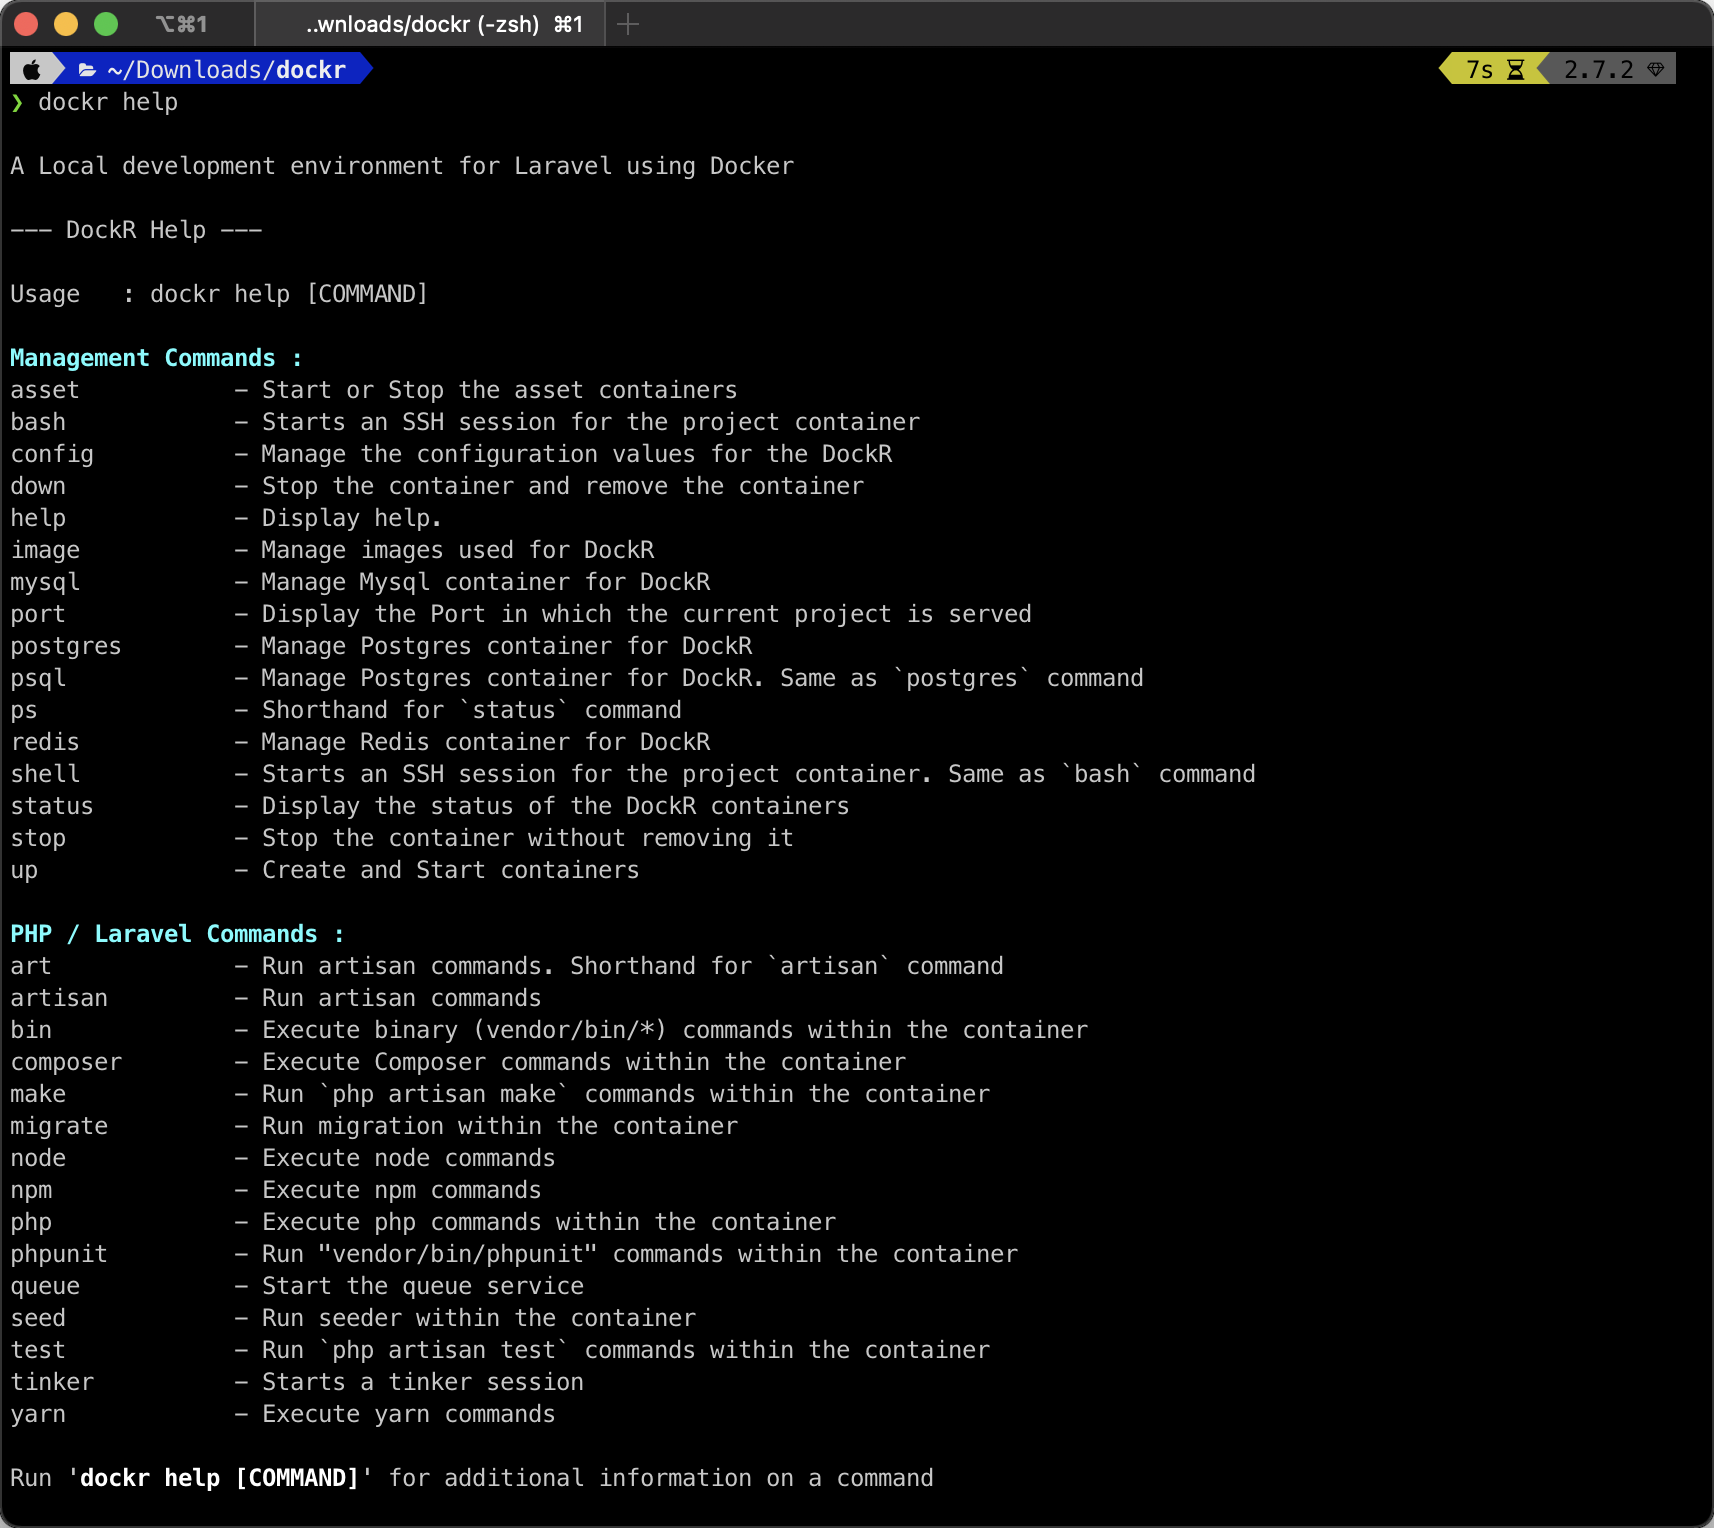 ⌥⌘1
..wnloads/dockr (-zsh) ⌘1
~/Downloads/dockr
7s
2.7.2
❯ dockr help
A Local development environment for Laravel using Docker
--- DockR Help ---
Usage   : dockr help [COMMAND]
Management Commands :
asset           - Start or Stop the asset containers
bash            - Starts an SSH session for the project container
config          - Manage the configuration values for the DockR
down            - Stop the container and remove the container
help            - Display help.
image           - Manage images used for DockR
mysql           - Manage Mysql container for DockR
port            - Display the Port in which the current project is served
postgres        - Manage Postgres container for DockR
psql            - Manage Postgres container for DockR. Same as `postgres` command
ps              - Shorthand for `status` command
redis           - Manage Redis container for DockR
shell           - Starts an SSH session for the project container. Same as `bash` command
status          - Display the status of the DockR containers
stop            - Stop the container without removing it
up              - Create and Start containers
PHP / Laravel Commands :
art             - Run artisan commands. Shorthand for `artisan` command
artisan         - Run artisan commands
bin             - Execute binary (vendor/bin/*) commands within the container
composer        - Execute Composer commands within the container
make            - Run `php artisan make` commands within the container
migrate         - Run migration within the container
node            - Execute node commands
npm             - Execute npm commands
php             - Execute php commands within the container
phpunit         - Run "vendor/bin/phpunit" commands within the container
queue           - Start the queue service
seed            - Run seeder within the container
test            - Run `php artisan test` commands within the container
tinker          - Starts a tinker session
yarn            - Execute yarn commands
Run 'dockr help [COMMAND]' for additional information on a command